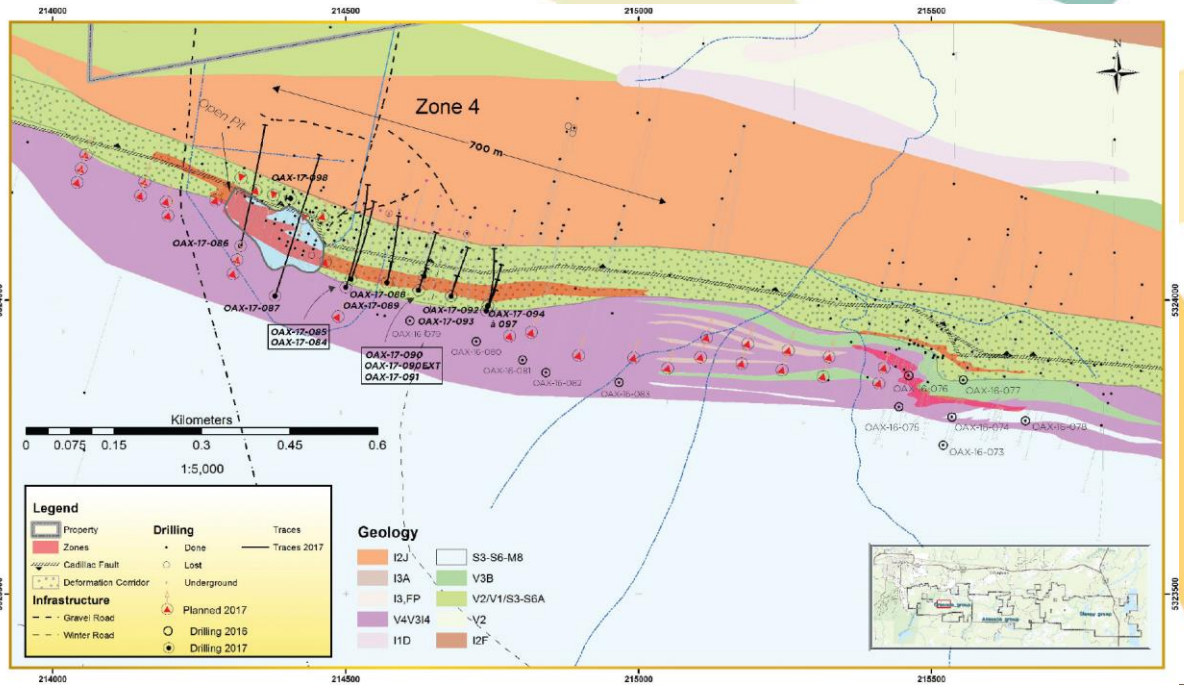 214000
214500
215000
215500
N
Zone 4
700 m
Open Pit
OAX-17-098
OAX-17-086
OAX-17-087
OAX-17-088
OAX-17-089
OAX-17-092
OAX-17-093
OAX-17-094
à 097
OAX-17-085
OAX-17-084
OAX-17-090
OAX-17-090EXT
OAX-17-091
OAX-16-079
OAX-16-080
OAX-16-081
OAX-16-082
OAX-16-083
OAX-16-076
OAX-16-077
OAX-16-075
OAX-16-074
OAX-16-078
OAX-16-073
5324000
5324000
Kilometers
0 0.075 0.15 0.3 0.45 0.6
1:5,000
Legend
Property
Zones
Cadillac Fault
Deformation Corridor
Infrastructure
Gravel Road
Winter Road
Drilling
Done
Lost
Underground
Planned 2017
Drilling 2016
Drilling 2017
Traces
Traces 2017
Geology
I2J
I3A
I3,FP
V4V3I4
I1D
S3-S6-M8
V3B
V2/V1/S3-S6A
V2
I2F
5323500
214000
214500
215000
215500